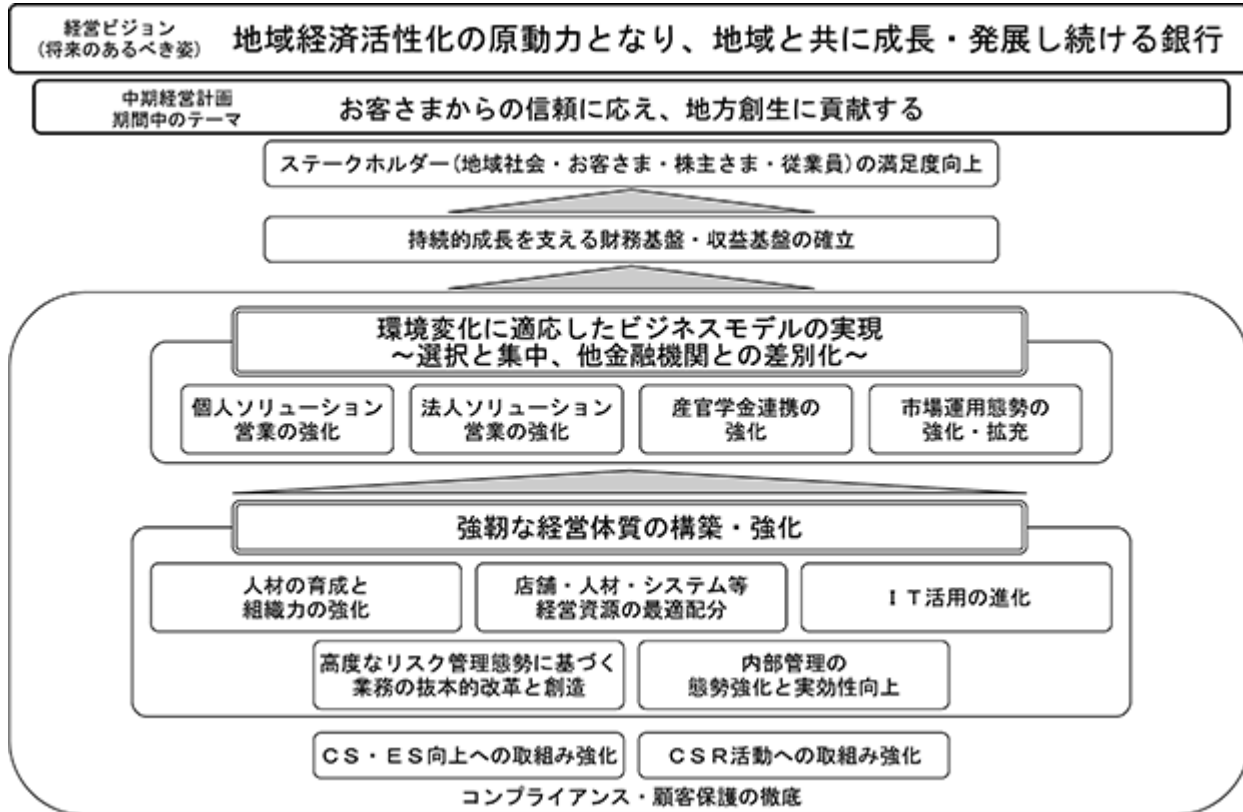 経営ビジョン
(将来のあるべき姿)
地域経済活性化の原動力となり、地域と共に成長・発展し続ける銀行
中期経営計画
期間中のテーマ
お客さまからの信頼に応え、地方創生に貢献する
ステークホルダー(地域社会・お客さま・株主さま・従業員)の満足度向上
持続的成長を支える財務基盤・収益基盤の確立
環境変化に適応したビジネスモデルの実現
～選択と集中、他金融機関との差別化～
個人ソリューション
営業の強化
法人ソリューション
営業の強化
産官学金連携の
強化
市場運用態勢の
強化・拡充
強靭な経営体質の構築・強化
人材の育成と
組織力の強化
店舗・人材・システム等
経営資源の最適配分
ＩＴ活用の進化
高度なリスク管理態勢に基づく
業務の抜本的改革と創造
内部管理の
態勢強化と実効性向上
ＣＳ・ＥＳ向上への取組み強化
ＣＳＲ活動への取組み強化
コンプライアンス・顧客保護の徹底